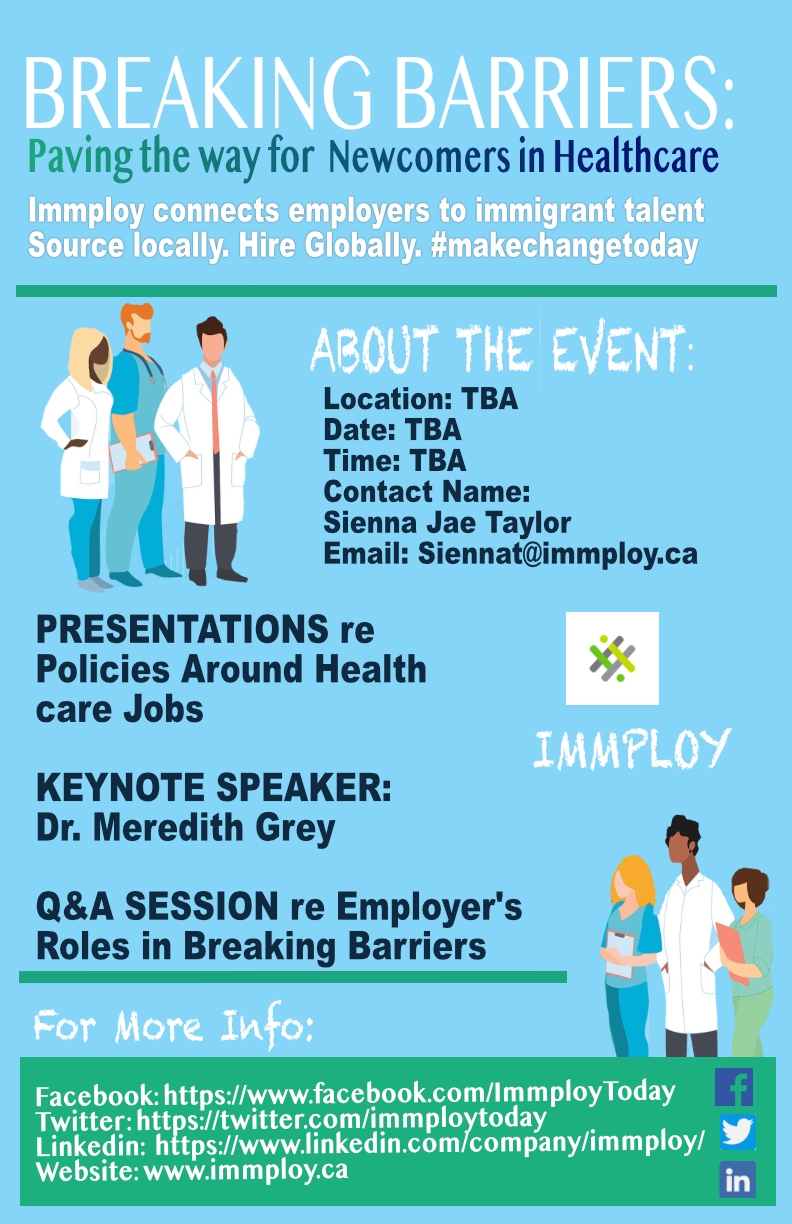 BREAKING BARRIERS:
Paving the way for Newcomers in Healthcare
Immploy connects employers to immigrant talent
Source locally. Hire Globally. #makechangetoday
ABOUT THE EVENT:
Location: TBA
Date: TBA
Time: TBA
Contact Name:
Sienna Jae Taylor
Email: Siennat@immploy.ca
PRESENTATIONS re
Policies Around Health
care Jobs
IMMPLOY
KEYNOTE SPEAKER:
Dr. Meredith Grey
Q&A SESSION re Employer's
Roles in Breaking Barriers
For More Info:
Facebook: https://www.facebook.com/ImmployToday
Twitter: https://twitter.com/immploytoday
Linkedin: https://www.linkedin.com/company/immploy/
Website: www.immploy.ca